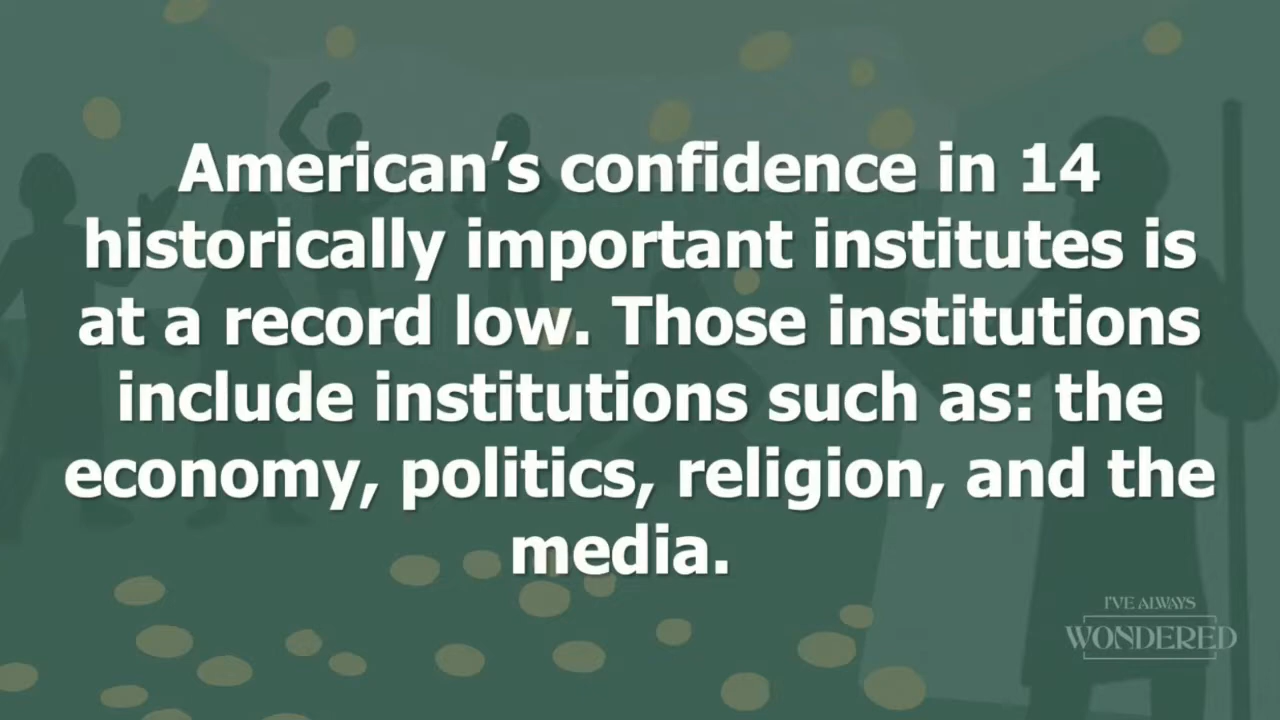 American’s confidence in 14
historically important institutes is
at a record low. Those institutions
include institutions such as: the
economy, politics, religion, and the
media.
I'VE ALWAYS
WONDERED